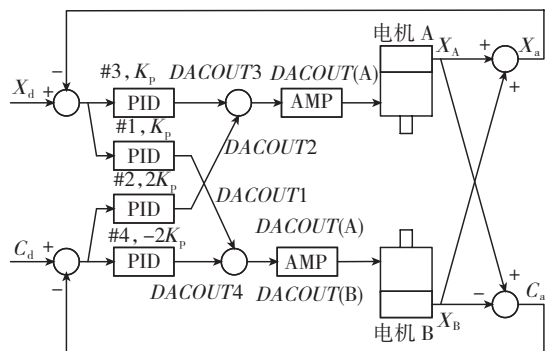 电机 A
X_A
+
X_a
−
#3, K_p
DACOUT3
DACOUT(A)
+
X_d
+
PID
AMP
#1, K_p
PID
DACOUT2
#2, 2K_p
DACOUT1
PID
DACOUT(A)
#4, -2K_p
C_d
+
PID
AMP
+
−
DACOUT4
DACOUT(B)
−
C_a
X_B
电机 B